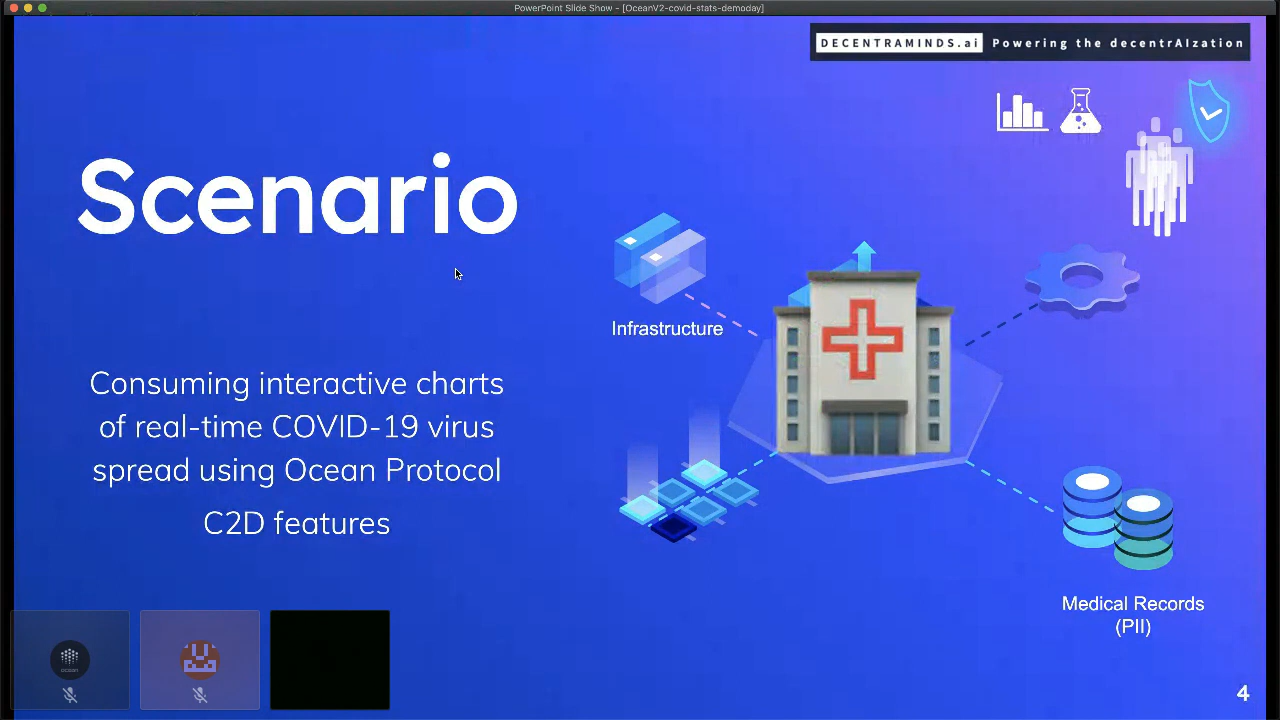 PowerPoint Slide Show - [OceanV2-covid-stats-demoday]
DECENTRAMINDS.ai Powering the decentrAIzation
Scenario
Infrastructure
Consuming interactive charts
of real-time COVID-19 virus
spread using Ocean Protocol
C2D features
Medical Records
(PII)
ocean
4